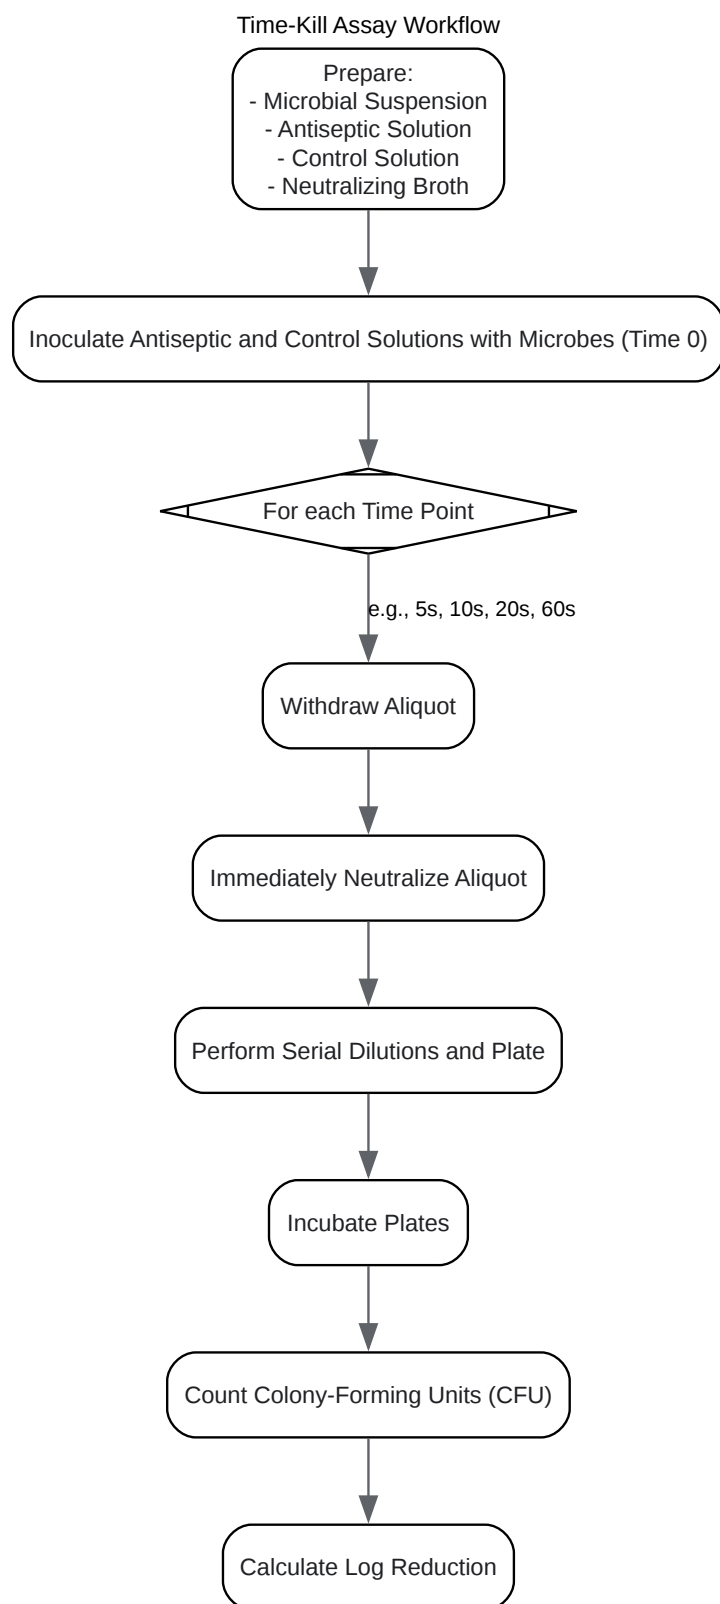 Time-Kill Assay Workflow
Prepare:
- Microbial Suspension
- Antiseptic Solution
- Control Solution
- Neutralizing Broth
Inoculate Antiseptic and Control Solutions with Microbes (Time 0)
For each Time Point
e.g., 5s, 10s, 20s, 60s
Withdraw Aliquot
Immediately Neutralize Aliquot
Perform Serial Dilutions and Plate
Incubate Plates
Count Colony-Forming Units (CFU)
Calculate Log Reduction